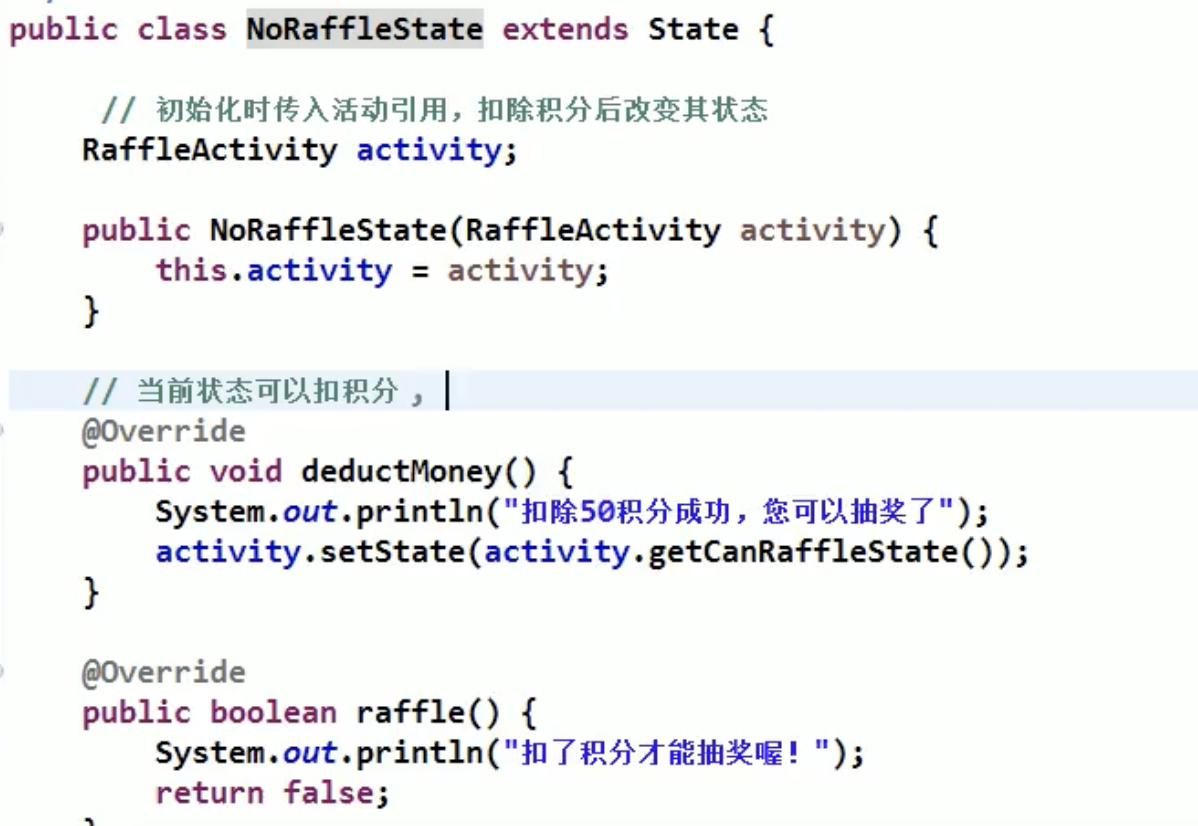 public class NoRaffleState extends State {
// 初始化时传入活动引用，扣除积分后改变其状态
RaffleActivity activity;
public NoRaffleState(RaffleActivity activity) {
this.activity = activity;
}
// 当前状态可以扣积分 ，
@Override
public void deductMoney() {
System.out.println("扣除50积分成功，您可以抽奖了");
activity.setState(activity.getCanRaffleState());
}
@Override
public boolean raffle() {
System.out.println("扣了积分才能抽奖喔！");
return false;
}